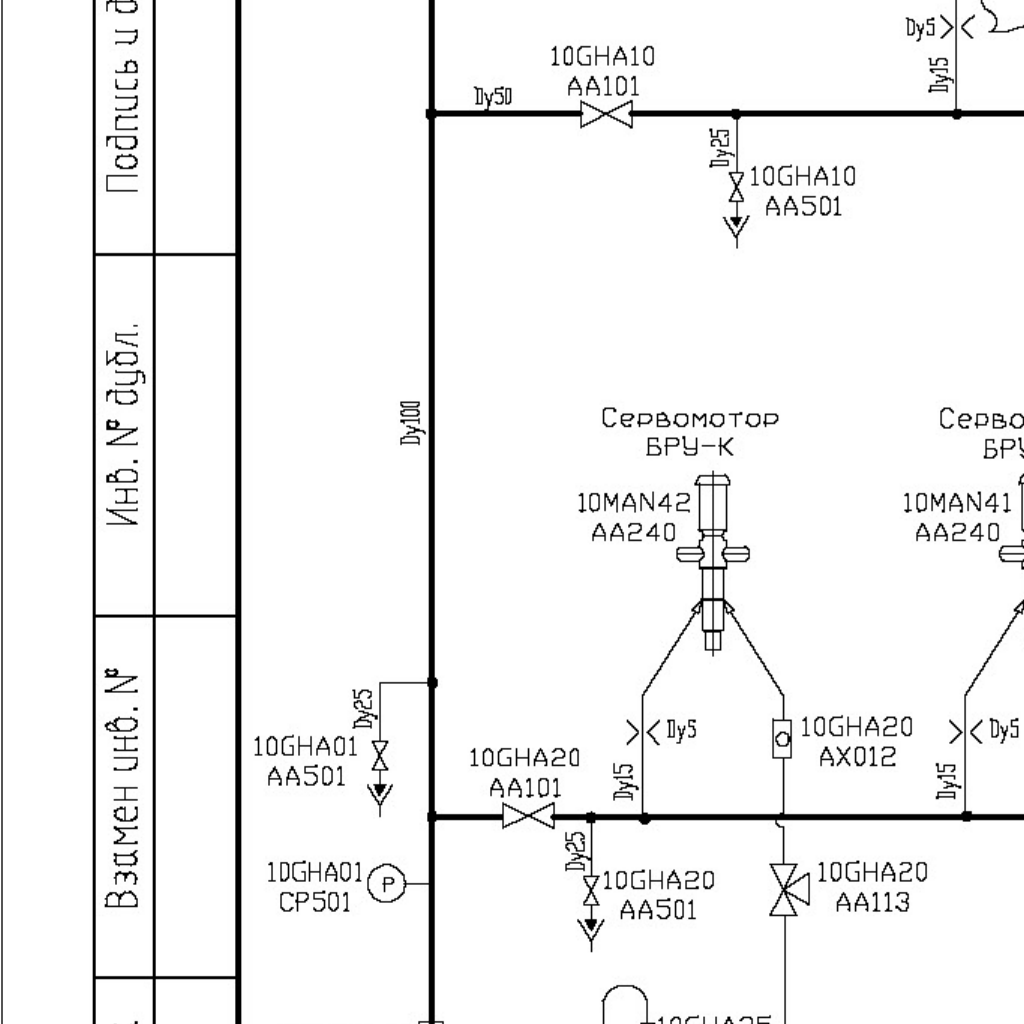 Подпись и д
Инв. № дубл.
Взамен инв. №
Dy5
Dy15
10GHA10
AA101
Dy50
Dy25
10GHA10
AA501
Dy100
Сервомотор
БРУ-К
10MAN42
AA240
Серво
БРУ
10MAN41
AA240
Dy25
10GHA01
AA501
10GHA20
AA101
Dy5
Dy15
10GHA20
AX012
Dy5
Dy15
Dy25
10GHA01
CP501
P
10GHA20
AA501
10GHA20
AA113